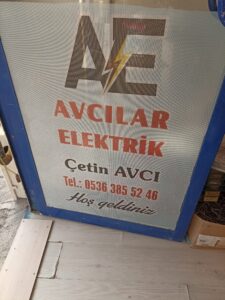 AE
AVCILAR
ELEKTRİK
Çetin AVCI
Tel.: 0536 385 52 46
Hoş geldiniz